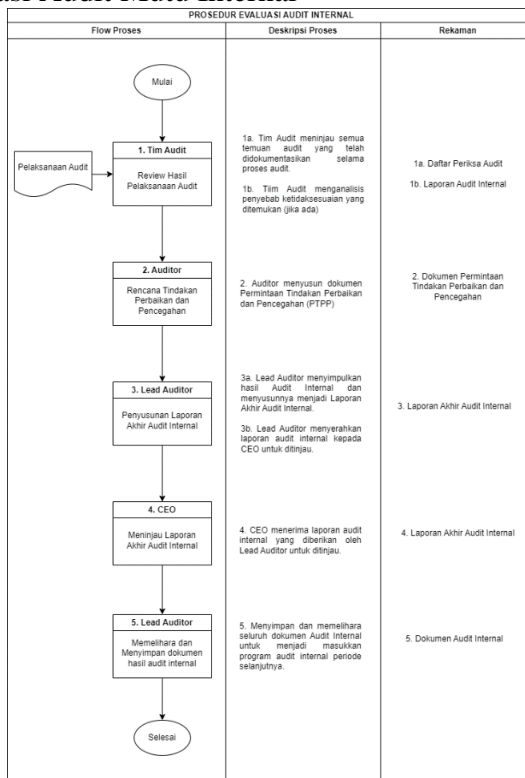 asi Audit Mutu Internal
PROSEDUR EVALUASI AUDIT INTERNAL
Flow Proses
Deskripsi Proses
Rekaman
Mulai
Pelaksanaan Audit
1. Tim Audit
Review Hasil
Pelaksanaan Audit
1a. Tim Audit meninjau semua
temuan audit yang telah
didokumentasikan selama
proses audit.
1b. Tiim Audit menganalisis
penyebab ketidaksesuaian yang
ditemukan (jika ada)
1a. Daftar Periksa Audit
1b. Laporan Audit Internal
2. Auditor
Rencana Tindakan
Perbaikan dan
Pencegahan
2. Auditor menyusun dokumen
Permintaan Tindakan Perbaikan
dan Pencegahan (PTPP)
2. Dokumen Permintaan
Tindakan Perbaikan dan
Pencegahan
3. Lead Auditor
Penyusunan Laporan
Akhir Audit Internal
3a. Lead Auditor menyimpulkan
hasil Audit Internal dan
menyusunnya menjadi Laporan
Akhir Audit Internal.
3b. Lead Auditor menyerahkan
laporan audit internal kepada
CEO untuk ditinjau.
3. Laporan Akhir Audit Internal
4. CEO
Meninjau Laporan
Akhir Audit Internal
4. CEO menerima laporan audit
internal yang diberikan oleh
Lead Auditor untuk ditinjau.
4. Laporan Akhir Audit Internal
5. Lead Auditor
Memelihara dan
Menyimpan dokumen
hasil audit internal
5. Menyimpan dan memelihara
seluruh dokumen Audit Internal
untuk menjadi masukkan
program audit internal periode
selanjutnya.
5. Dokumen Audit Internal
Selesai